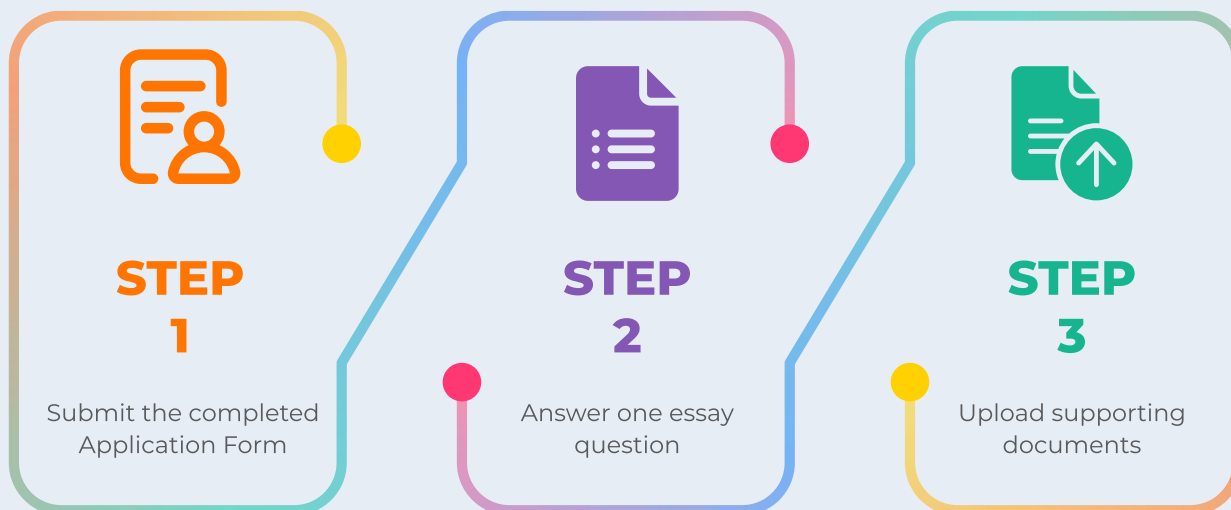 STEP
1
Submit the completed
Application Form
STEP
2
Answer one essay
question
STEP
3
Upload supporting
documents